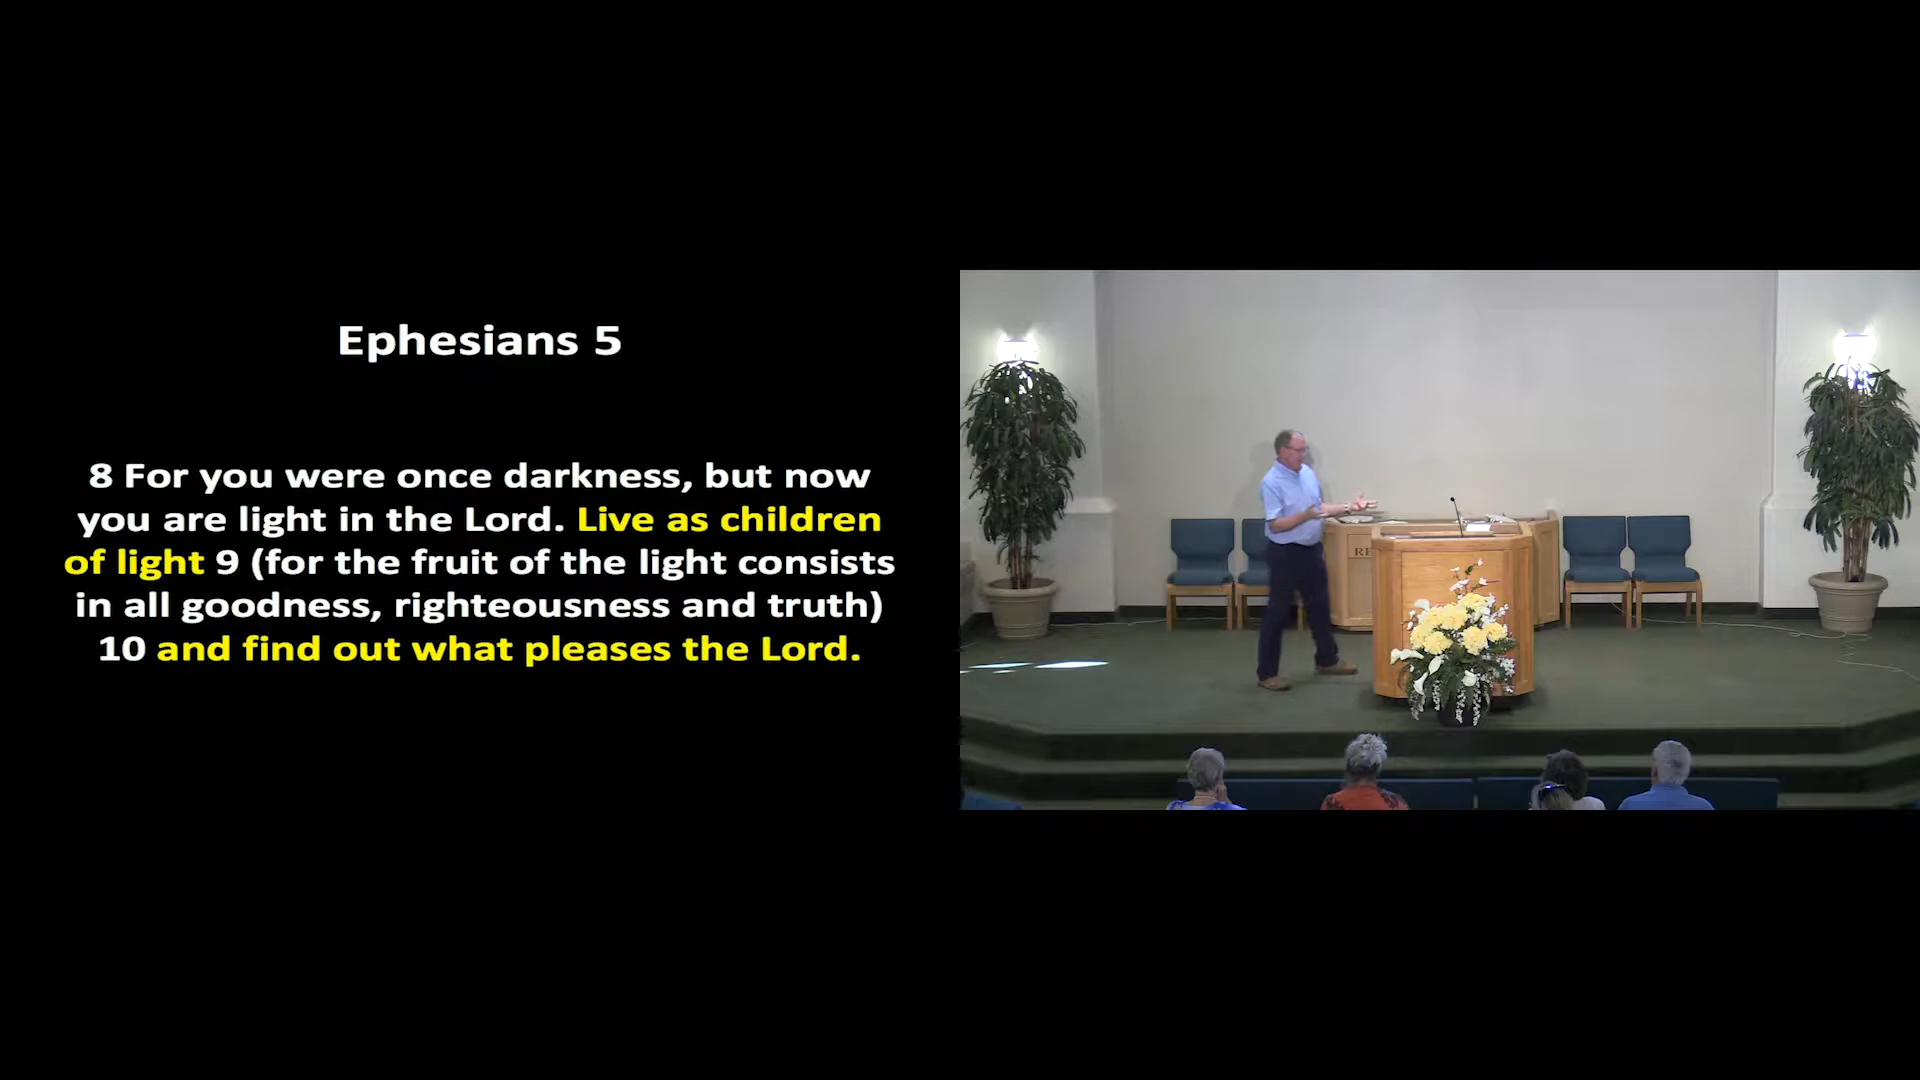 Ephesians 5
8 For you were once darkness, but now
you are light in the Lord. Live as children
of light 9 (for the fruit of the light consists
in all goodness, righteousness and truth)
10 and find out what pleases the Lord.
RE